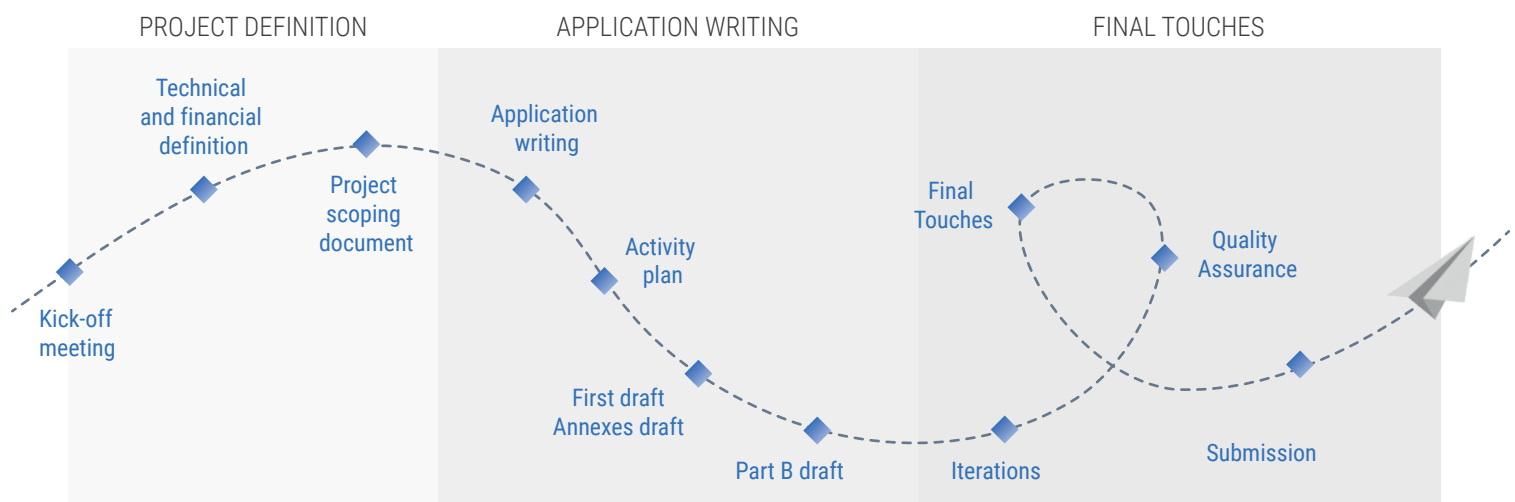 PROJECT DEFINITION
APPLICATION WRITING
FINAL TOUCHES
Technical
and financial
definition
Project
scoping
document
Kick-off
meeting
Application
writing
Activity
plan
First draft
Annexes draft
Part B draft
Final
Touches
Quality
Assurance
Iterations
Submission